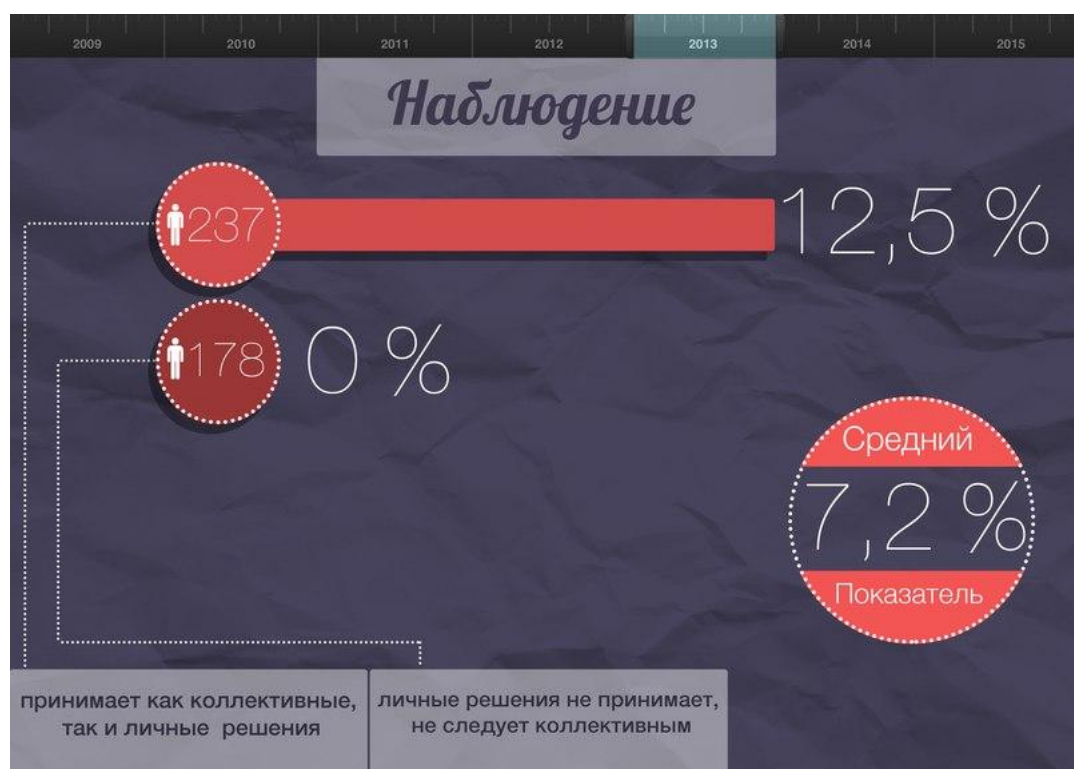 2009 2010 2011 2012 2013 2014 2015
Наблюдение
237 12,5 %
178 0 %
Средний
7,2 %
Показатель
принимает как коллективные,
так и личные решения
личные решения не принимает,
не следует коллективным